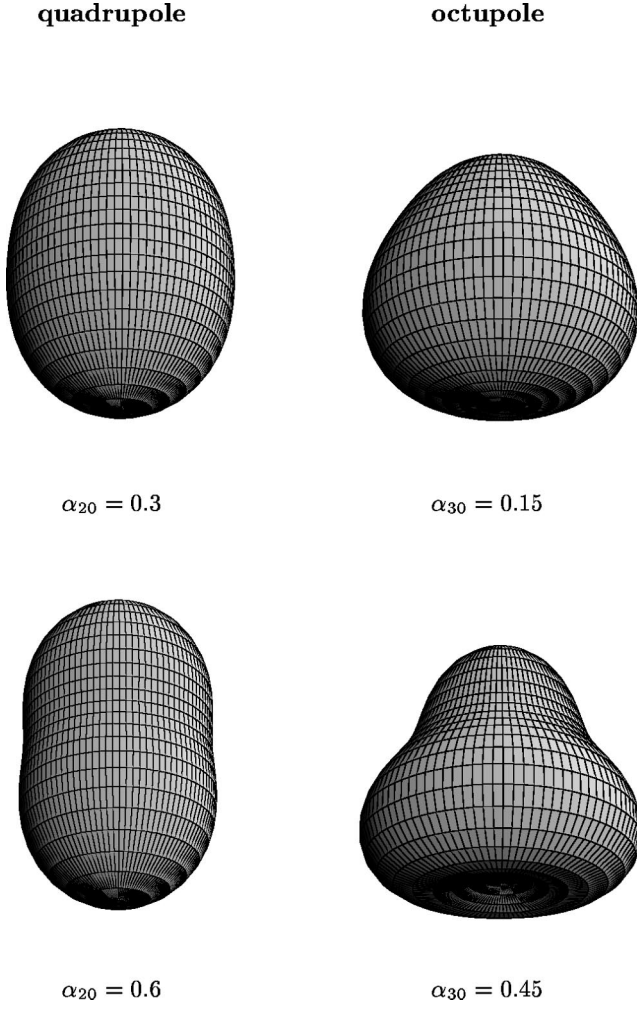 quadrupole octupole
α₂₀ = 0.3 α₃₀ = 0.15
α₂₀ = 0.6 α₃₀ = 0.45